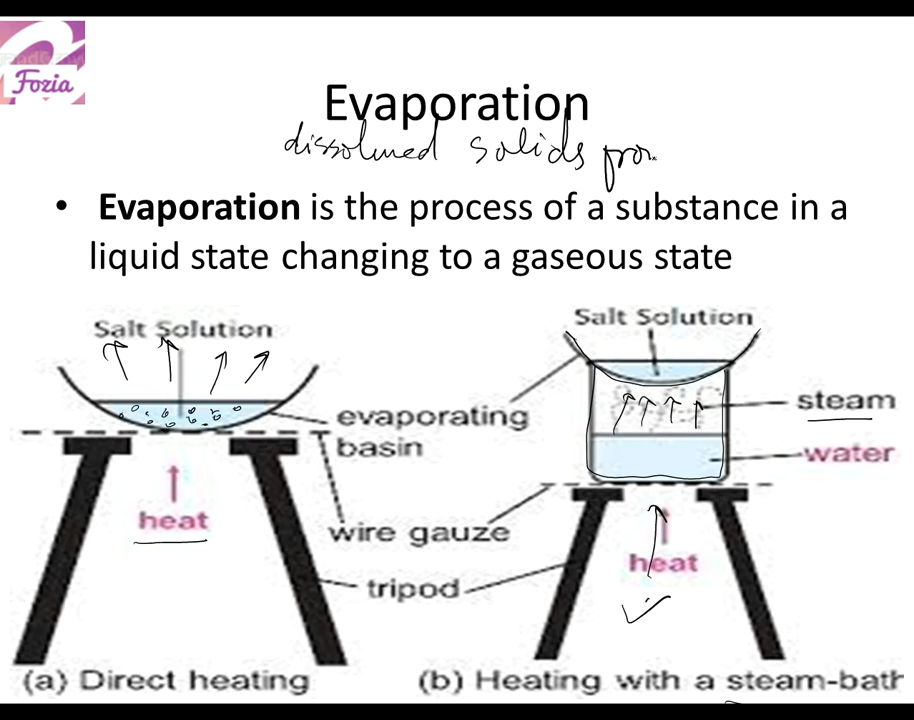 Fozia
Evaporation
dissolved solids from
• Evaporation is the process of a substance in a
liquid state changing to a gaseous state
Salt Solution
Salt Solution
evaporating
basin
steam
water
heat
wire gauze
heat
tripod
(a) Direct heating
(b) Heating with a steam-bath